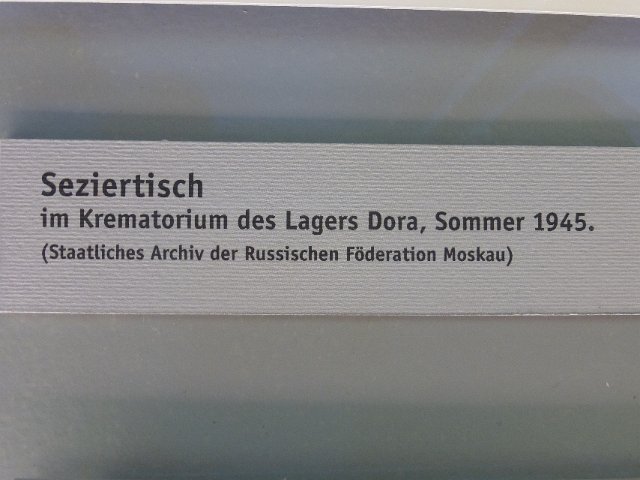 Seziertisch
im Krematorium des Lagers Dora, Sommer 1945.
(Staatliches Archiv der Russischen Föderation Moskau)